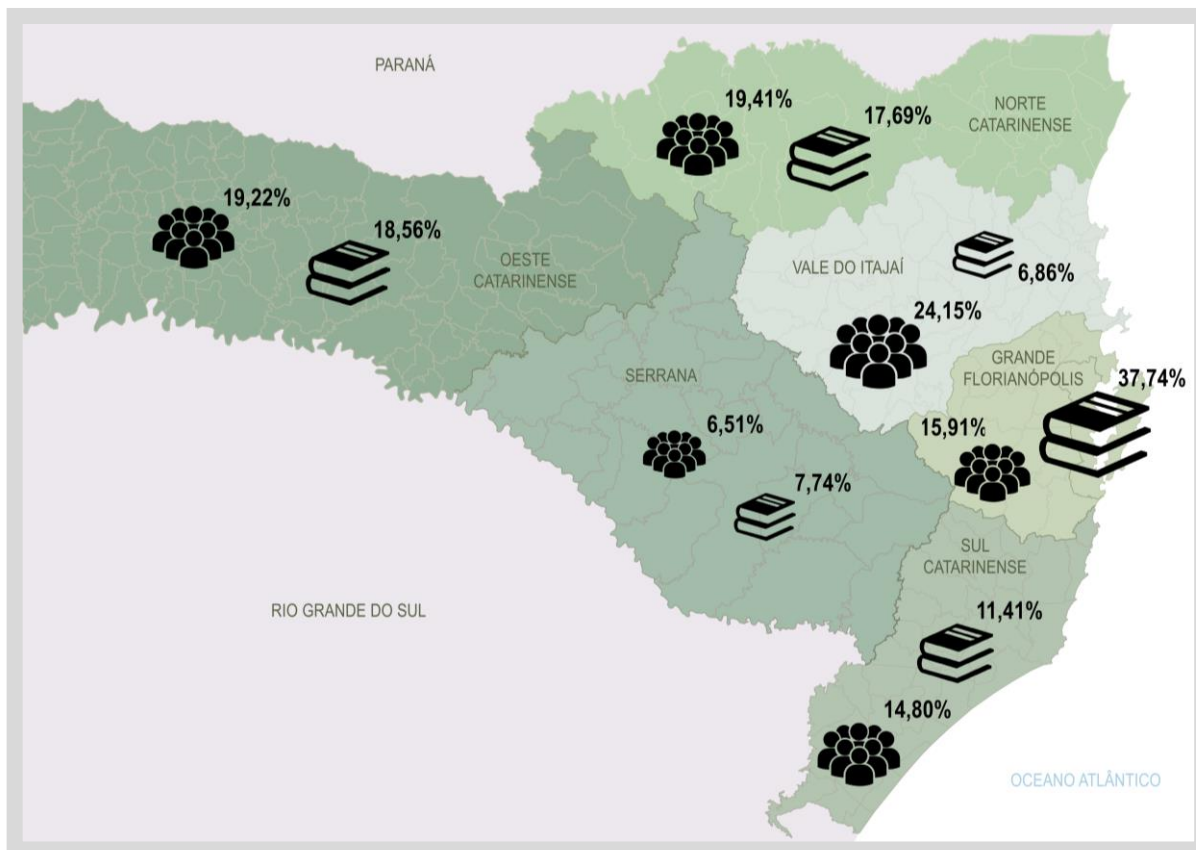 PARANÁ
19,41%
17,69%
NORTE
CATARINENSE
19,22%
18,56%
OESTE
CATARINENSE
VALE DO ITAJAÍ
6,86%
24,15%
GRANDE
FLORIANÓPOLIS
37,74%
15,91%
SERRANA
6,51%
7,74%
SUL
CATARINENSE
11,41%
14,80%
RIO GRANDE DO SUL
OCEANO ATLÂNTICO